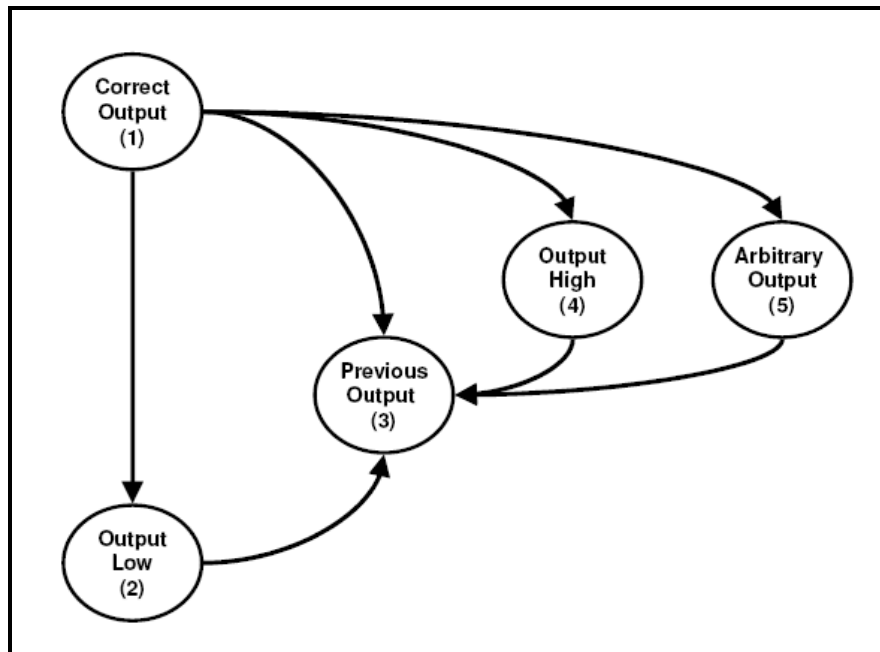 Correct
Output
(1)
Output
High
(4)
Arbitrary
Output
(5)
Previous
Output
(3)
Output
Low
(2)